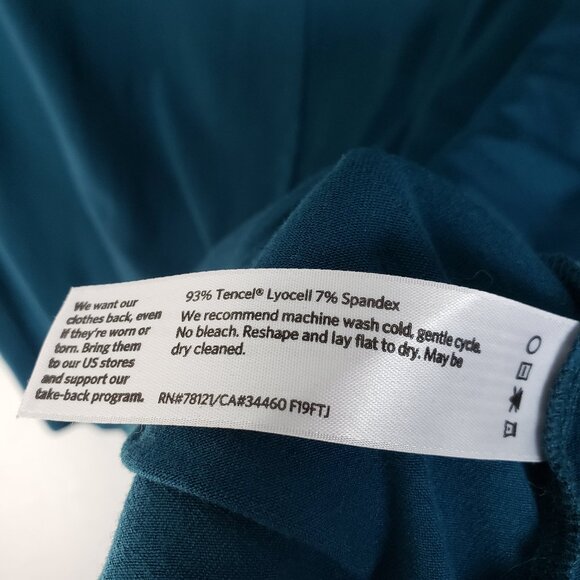 We want our
clothes back, even
if they're worn or
torn. Bring them
to our US stores
and support our
take-back program.
93% Tencel® Lyocell 7% Spandex
We recommend machine wash cold, gentle cycle.
No bleach. Reshape and lay flat to dry. May be
dry cleaned.
RN#78121/CA#34460 F19FTJ